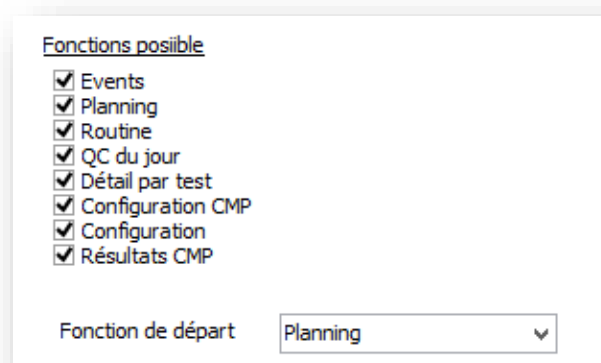 Fonctions posiible
Events
Planning
Routine
QC du jour
Détail par test
Configuration CMP
Configuration
Résultats CMP
Fonction de départ Planning